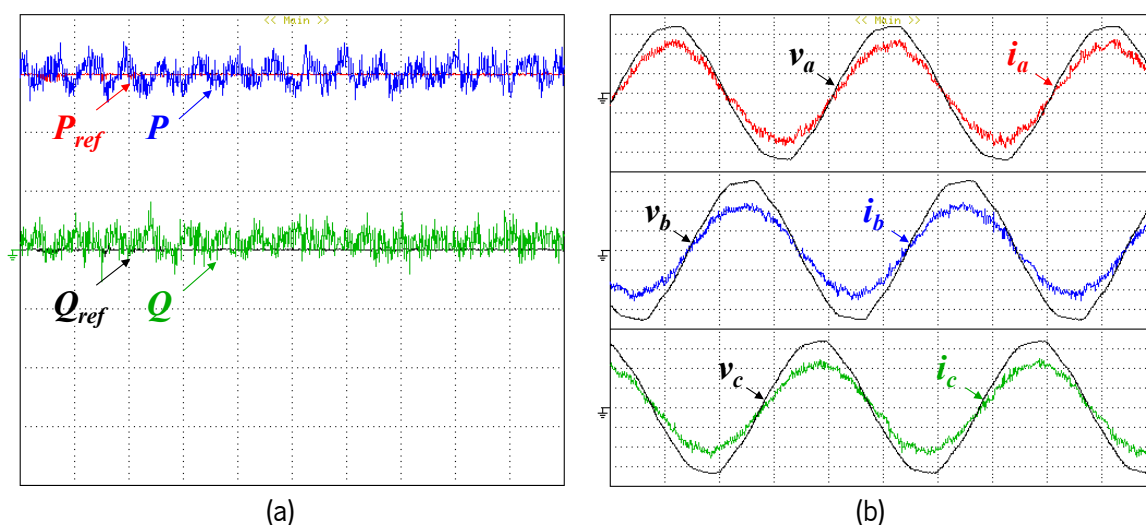 << Main >>
P_ref P
Q_ref Q
(a)
<< Main >>
v_a i_a
v_b i_b
v_c i_c
(b)